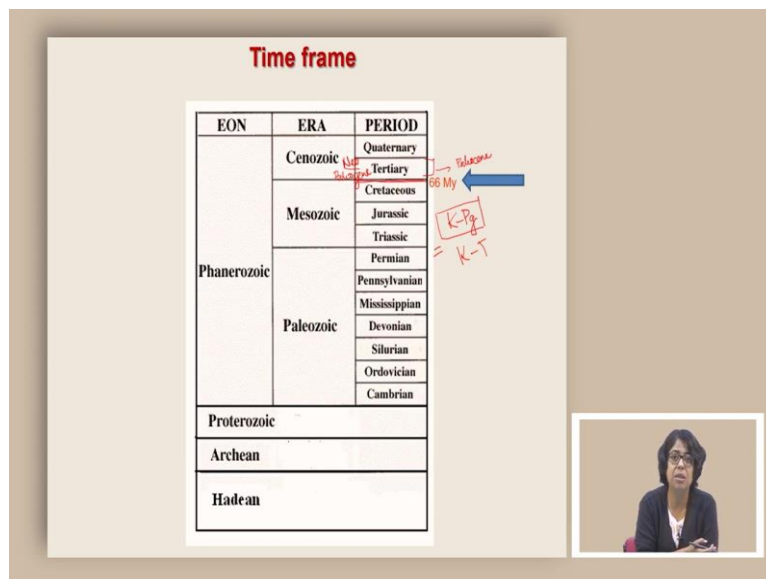 Time frame
EON ERA PERIOD
Quaternary
Cenozoic
Neo
Tertiary
66 My
Cretaceous
Mesozoic
Jurassic
K-Pg
Triassic
= K-T
Permian
Phanerozoic
Pennsylvanian
Mississippian
Paleozoic
Devonian
Silurian
Ordovician
Cambrian
Proterozoic
Archean
Hadean